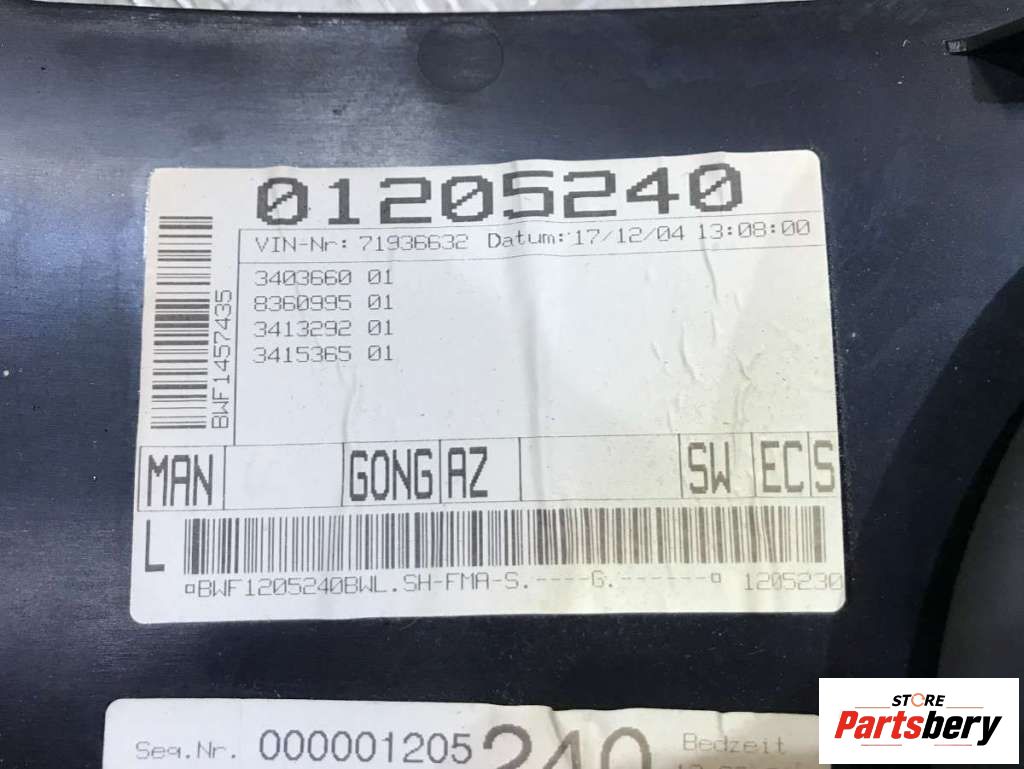 01205240
VIN-Nr: 71936632 Datum: 17/12/04 13:08:00
3403660 01
8360995 01
3413292 01
3415365 01
BWF1457435
MAN GONG AZ SW EC S
L
¤BWF1205240BWL.SH-FMA-S.----G.------¤ 1205230
Seq.Nr. 000001205 240 Bedzeit
STORE
Partsbery